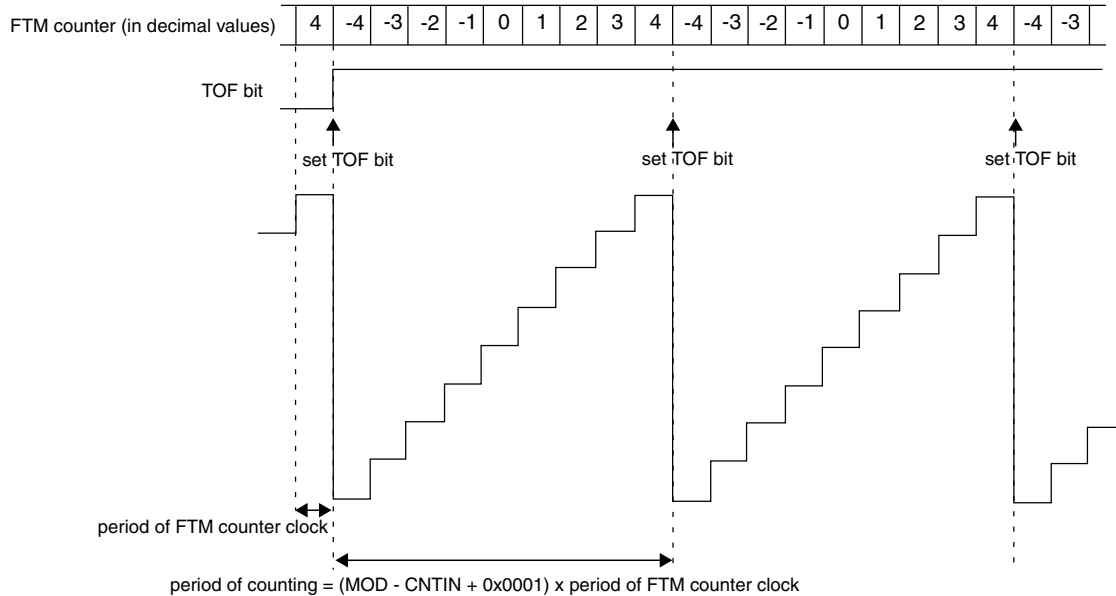 FTM counter (in decimal values) 4 -4 -3 -2 -1 0 1 2 3 4 -4 -3 -2 -1 0 1 2 3 4 -4 -3
TOF bit
set TOF bit set TOF bit set TOF bit
period of FTM counter clock
period of counting = (MOD - CNTIN + 0x0001) x period of FTM counter clock